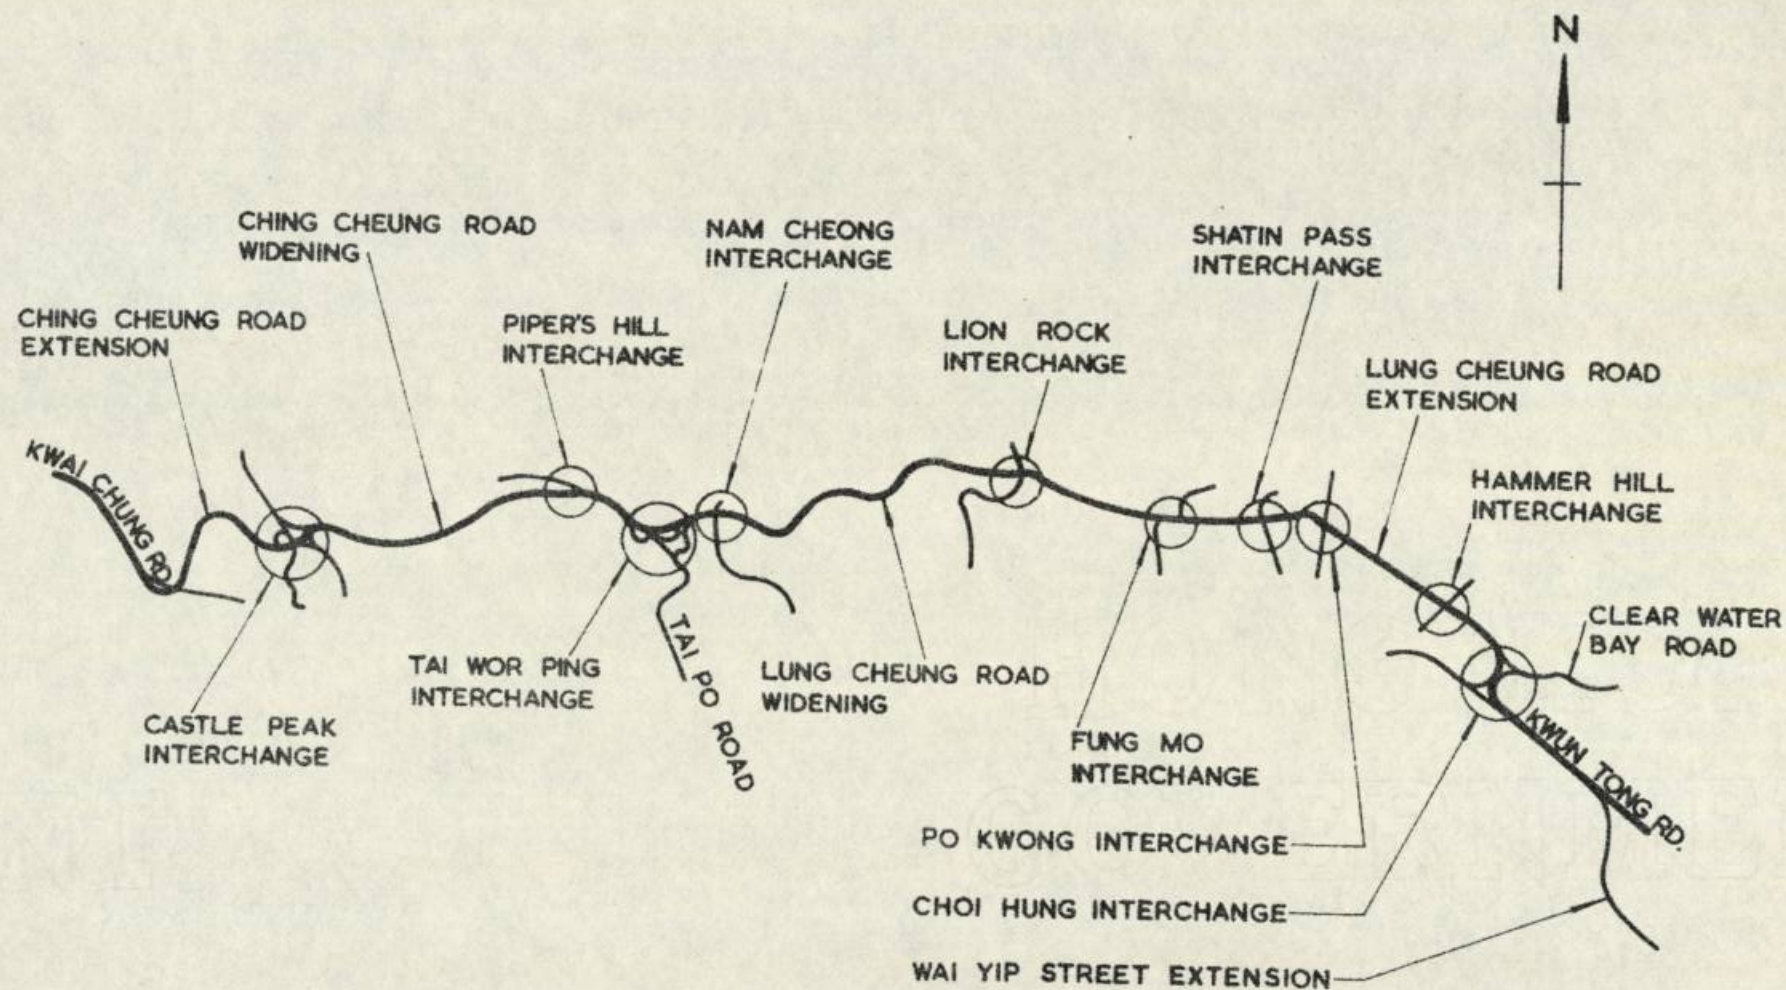 N
CHING CHEUNG ROAD
WIDENING
NAM CHEONG
INTERCHANGE
SHATIN PASS
INTERCHANGE
CHING CHEUNG ROAD
EXTENSION
PIPER'S HILL
INTERCHANGE
LION ROCK
INTERCHANGE
LUNG CHEUNG ROAD
EXTENSION
KWAI CHUNG RD.
HAMMER HILL
INTERCHANGE
CLEAR WATER
BAY ROAD
TAI WOR PING
INTERCHANGE
TAI PO ROAD
LUNG CHEUNG ROAD
WIDENING
CASTLE PEAK
INTERCHANGE
FUNG MO
INTERCHANGE
KWUN TONG RD.
PO KWONG INTERCHANGE
CHOI HUNG INTERCHANGE
WAI YIP STREET EXTENSION